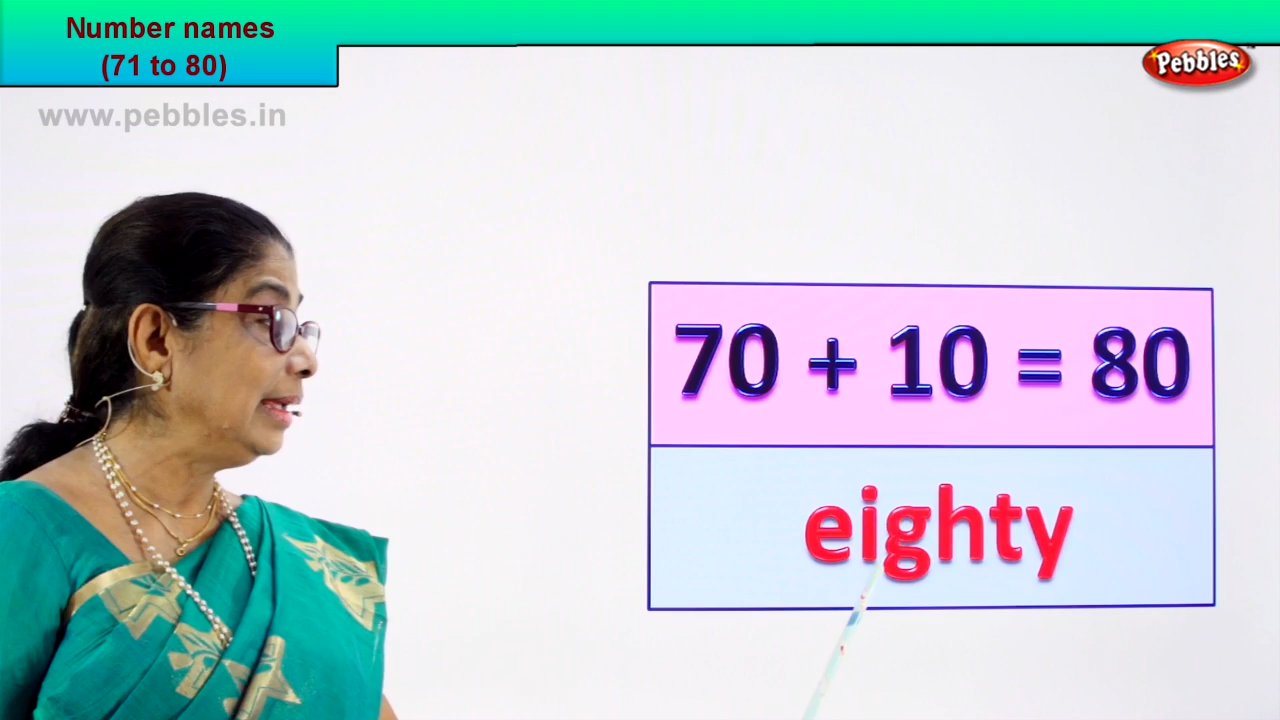 Number names
(71 to 80)
Pebbles
www.pebbles.in
70 + 10 = 80
eighty